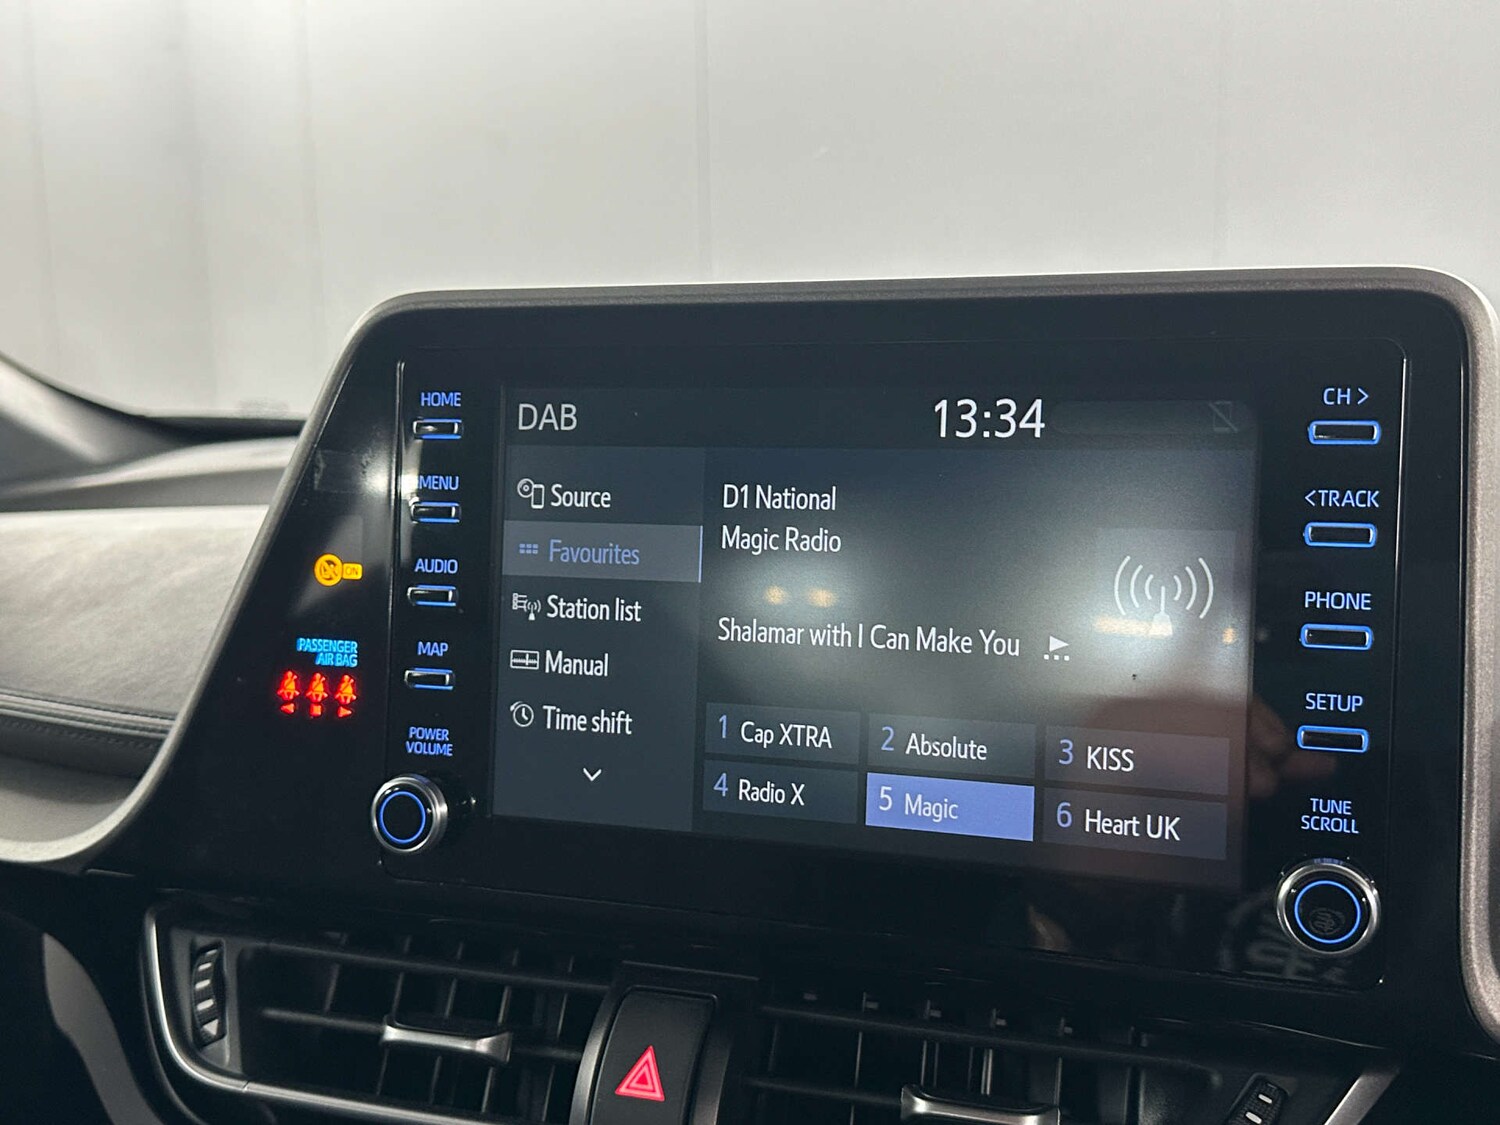 HOME
MENU
AUDIO
MAP
POWER
VOLUME
ON
PASSENGER
AIR BAG
DAB
13:34
Source
Favourites
Station list
Manual
Time shift
D1 National
Magic Radio
Shalamar with I Can Make You
1 Cap XTRA
2 Absolute
3 KISS
4 Radio X
5 Magic
6 Heart UK
CH >
< TRACK
PHONE
SETUP
TUNE
SCROLL